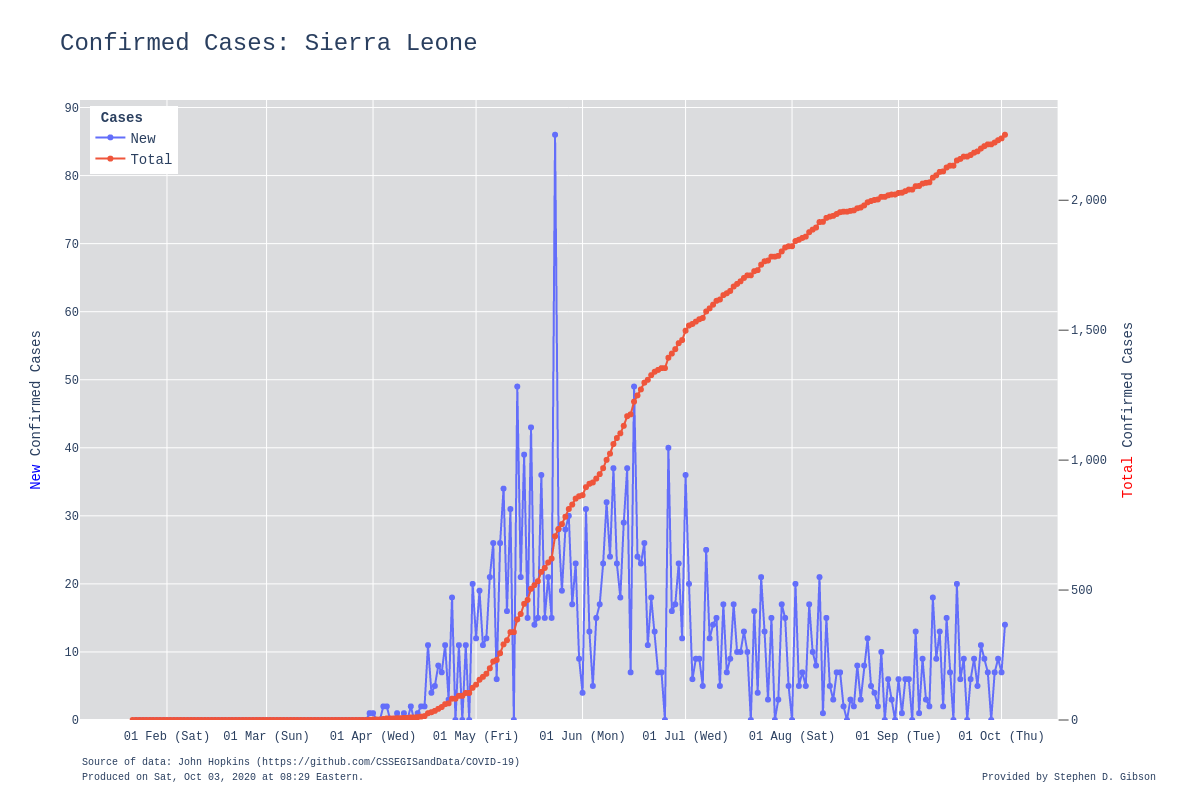 Confirmed Cases: Sierra Leone
Cases
New
Total
90
80
70
60
50
40
30
20
10
0
New Confirmed Cases
2,000
1,500
1,000
500
0
Total Confirmed Cases
01 Feb (Sat) 01 Mar (Sun) 01 Apr (Wed) 01 May (Fri) 01 Jun (Mon) 01 Jul (Wed) 01 Aug (Sat) 01 Sep (Tue) 01 Oct (Thu)
Source of data: John Hopkins (https://github.com/CSSEGISandData/COVID-19)
Produced on Sat, Oct 03, 2020 at 08:29 Eastern.
Provided by Stephen D. Gibson